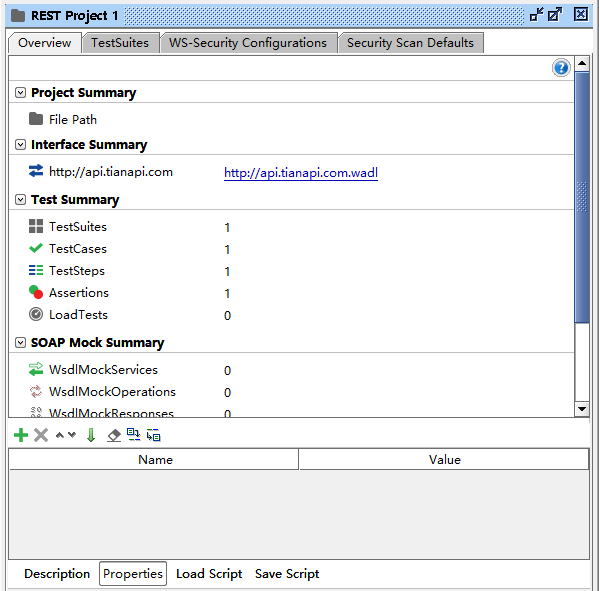 REST Project 1
Overview TestSuites WS-Security Configurations Security Scan Defaults
?
Project Summary
File Path
Interface Summary
http://api.tianapi.com http://api.tianapi.com.wadl
Test Summary
TestSuites 1
TestCases 1
TestSteps 1
Assertions 1
LoadTests 0
SOAP Mock Summary
WsdlMockServices 0
WsdlMockOperations 0
WsdlMockResponses 0
Name Value
Description Properties Load Script Save Script